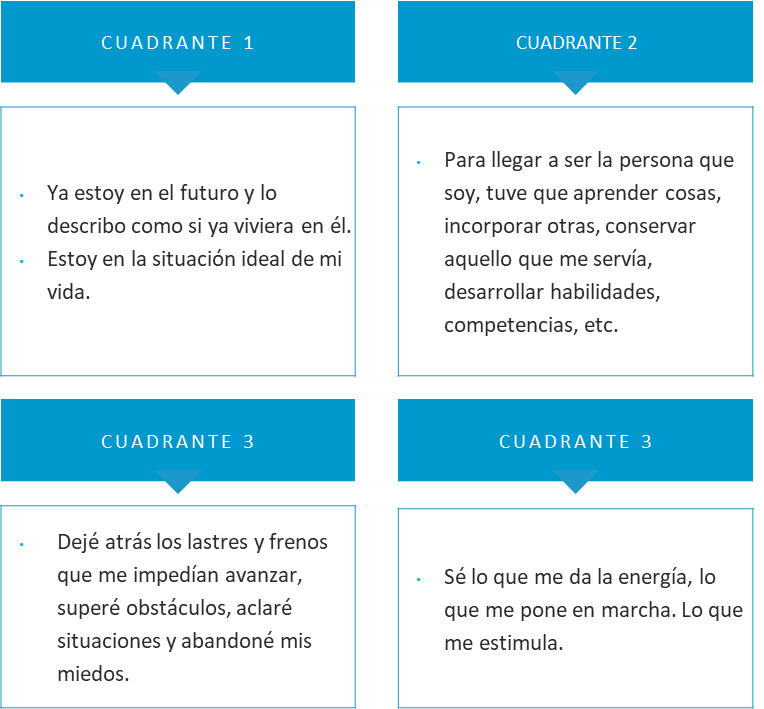 CUADRANTE 1
• Ya estoy en el futuro y lo
describo como si ya viviera en él.
• Estoy en la situación ideal de mi
vida.
CUADRANTE 2
• Para llegar a ser la persona que
soy, tuve que aprender cosas,
incorporar otras, conservar
aquello que me servía,
desarrollar habilidades,
competencias, etc.
CUADRANTE 3
• Dejé atrás los lastres y frenos
que me impedían avanzar,
superé obstáculos, aclaré
situaciones y abandoné mis
miedos.
CUADRANTE 3
• Sé lo que me da la energía, lo
que me pone en marcha. Lo que
me estimula.